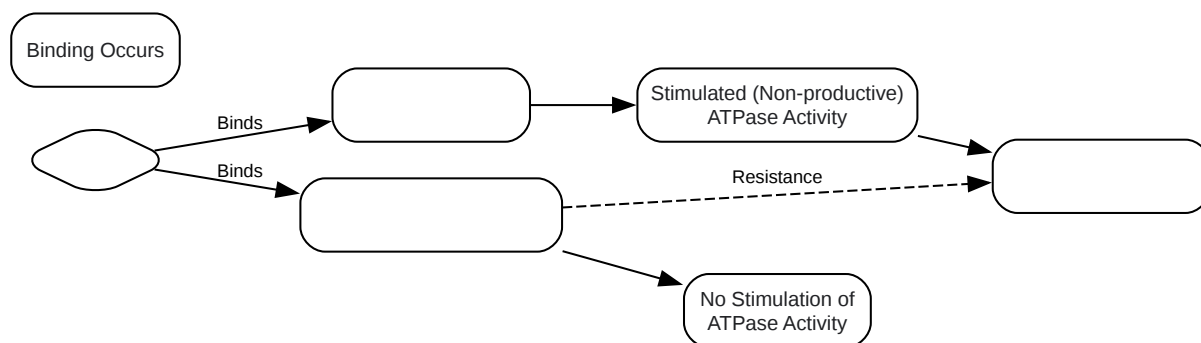 Binding Occurs
Binds
Stimulated (Non-productive)
ATPase Activity
Binds
Resistance
No Stimulation of
ATPase Activity